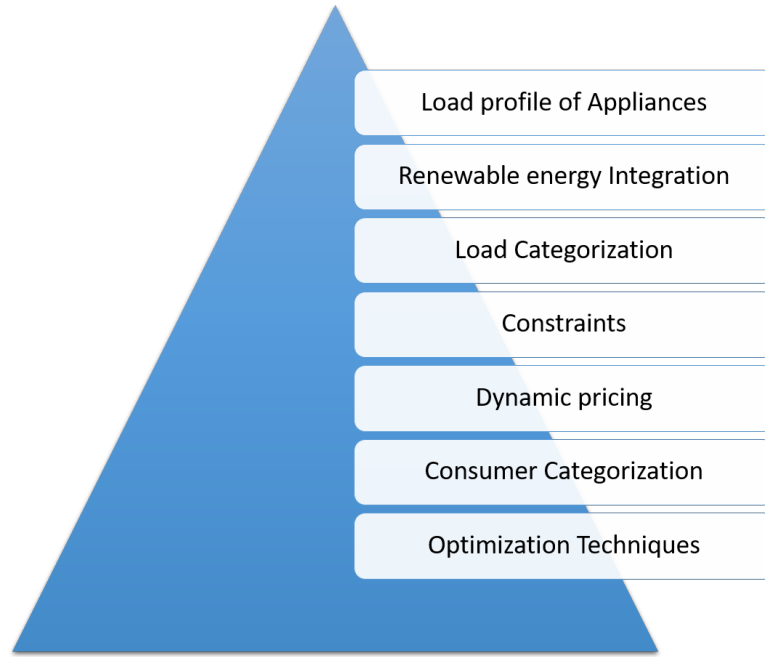 Load profile of Appliances
Renewable energy Integration
Load Categorization
Constraints
Dynamic pricing
Consumer Categorization
Optimization Techniques